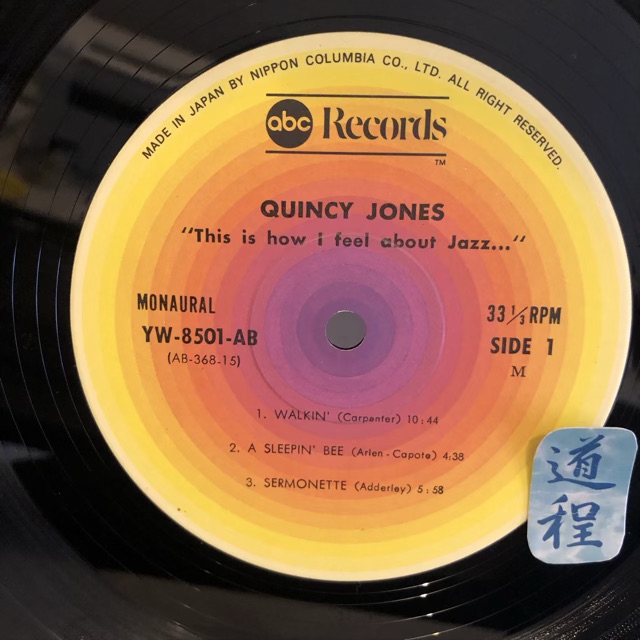 MADE IN JAPAN BY NIPPON COLUMBIA CO., LTD. ALL RIGHT RESERVED.
abc Records
TM
QUINCY JONES
"This is how i feel about Jazz..."
MONAURAL
YW-8501-AB
(AB-368-15)
33 1/3 RPM
SIDE 1
M
1. WALKIN' (Carpenter) 10:44
2. A SLEEPIN' BEE (Arlen-Capote) 4:38
3. SERMONETTE (Adderley) 5:58
道程